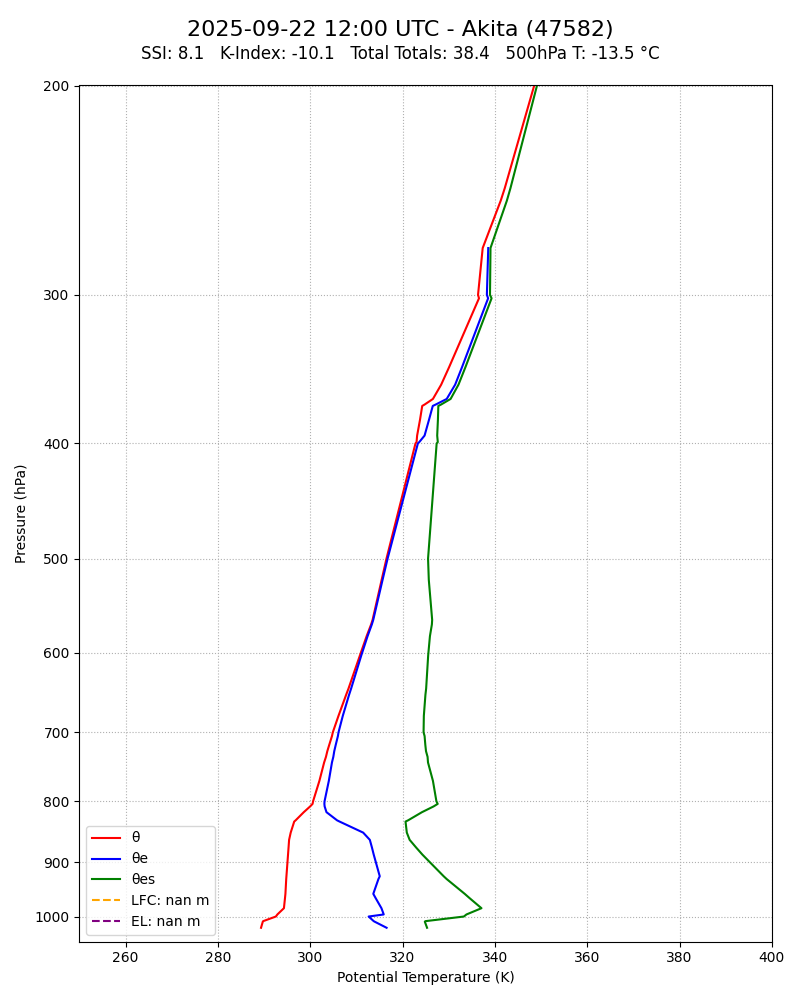 2025-09-22 12:00 UTC - Akita (47582)
SSI: 8.1   K-Index: -10.1   Total Totals: 38.4   500hPa T: -13.5 °C
200
300
400
500
600
700
800
900
1000
Pressure (hPa)
θ
θe
θes
LFC: nan m
EL: nan m
260 280 300 320 340 360 380 400
Potential Temperature (K)